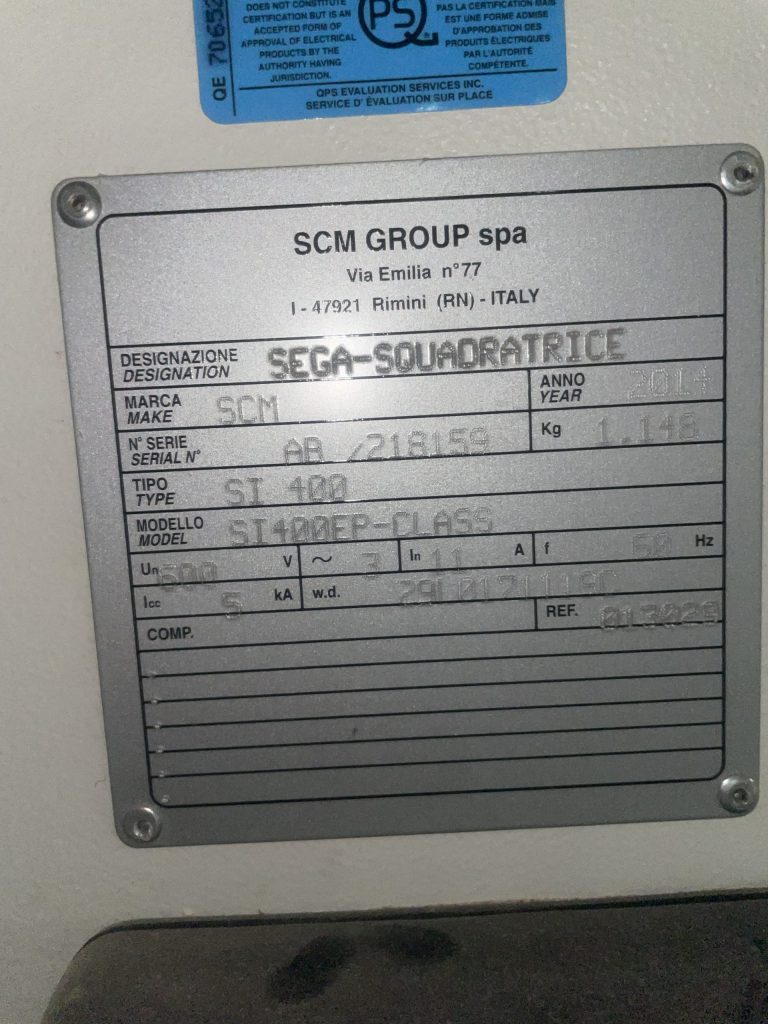 DOES NOT CONSTITUTE
CERTIFICATION BUT IS AN
ACCEPTED FORM OF
APPROVAL OF ELECTRICAL
PRODUCTS BY THE
AUTHORITY HAVING
JURISDICTION.
QE 70652
PS
PAS LA CERTIFICATION MAIS
EST UNE FORME ADMISE
D'APPROBATION DES
PRODUITS ÉLECTRIQUES
PAR L'AUTORITÉ
COMPÉTENTE.
QPS EVALUATION SERVICES INC.
SERVICE D' ÉVALUATION SUR PLACE
SCM GROUP spa
Via Emilia n°77
I - 47921 Rimini (RN) - ITALY
DESIGNAZIONE
DESIGNATION SEGA-SQUADRATRICE
MARCA
MAKE SCM
ANNO
YEAR 2014
N° SERIE
SERIAL N° AB /218159
Kg 1.148
TIPO
TYPE SI 400
MODELLO
MODEL SI400EP-CLASS
Un 600 V ~ 3 In 11 A f 60 Hz
Icc 5 kA w.d.
COMP. REF. 013029